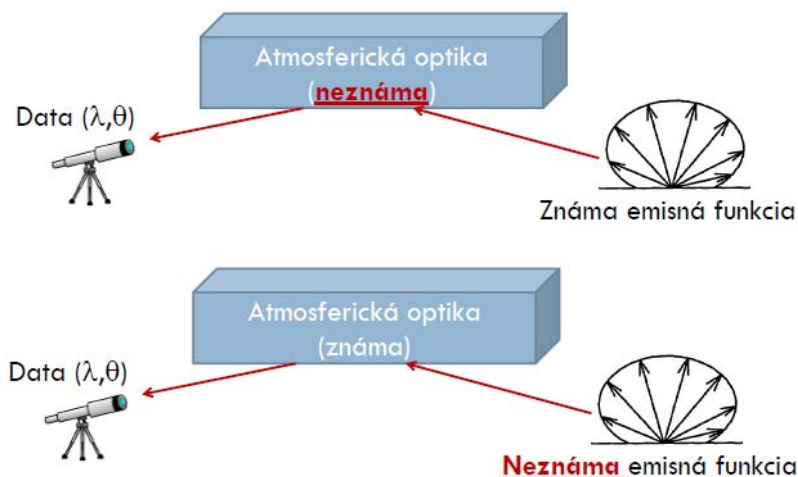 Atmosferická optika
(neznáma)
Data (λ,θ)
Známa emisná funkcia
Atmosferická optika
(známa)
Data (λ,θ)
Neznáma emisná funkcia